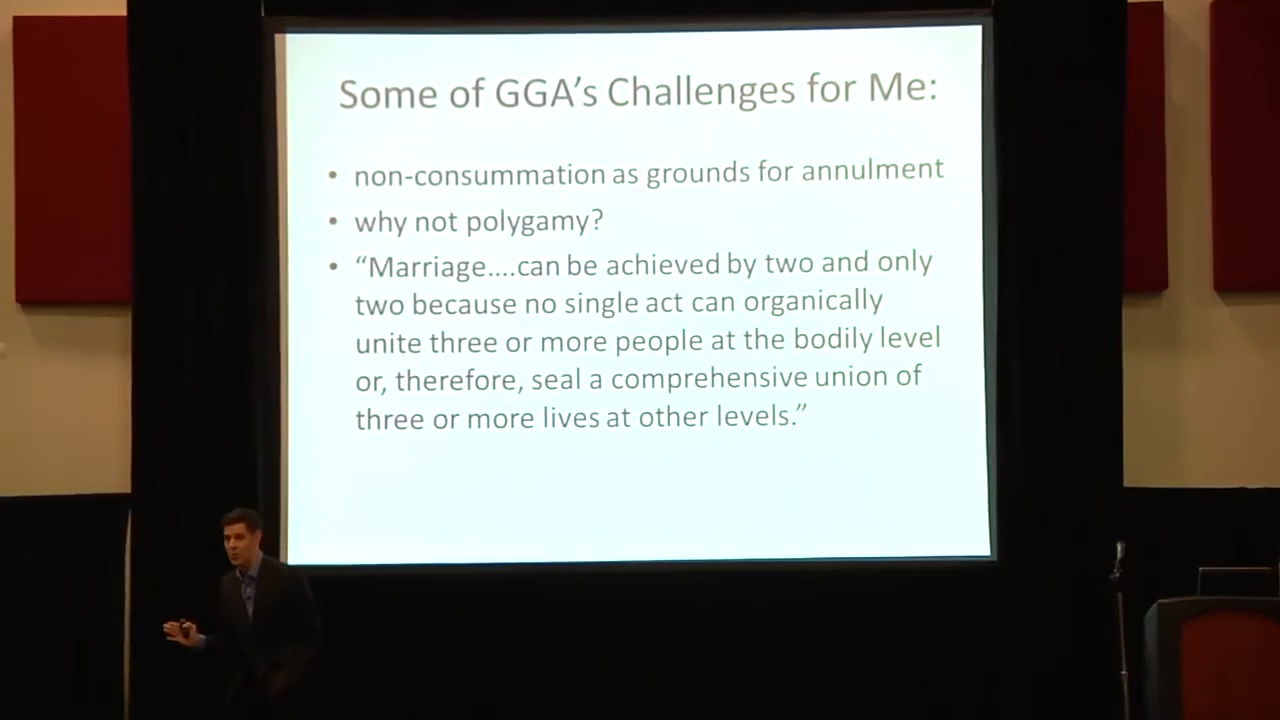 Some of GGA’s Challenges for Me:
• non-consummation as grounds for annulment
• why not polygamy?
• “Marriage....can be achieved by two and only
two because no single act can organically
unite three or more people at the bodily level
or, therefore, seal a comprehensive union of
three or more lives at other levels.”